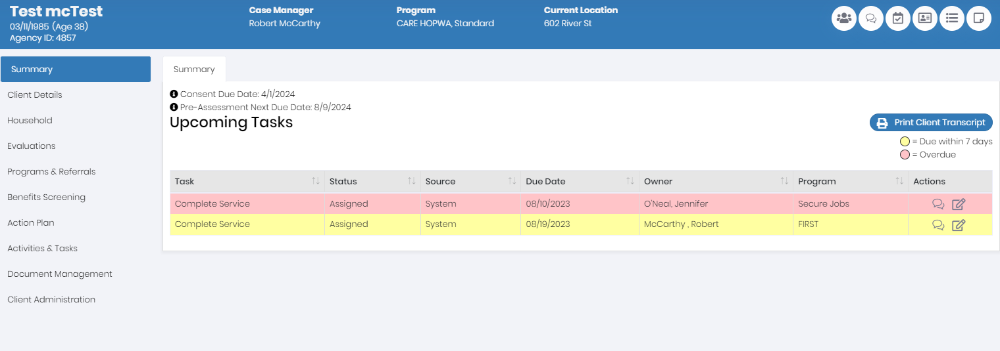 Test mcTest
03/11/1985 (Age 38)
Agency ID: 4857
Case Manager
Robert McCarthy
Program
CARE HOPWA, Standard
Current Location
602 River St
Summary
Client Details
Household
Evaluations
Programs & Referrals
Benefits Screening
Action Plan
Activities & Tasks
Document Management
Client Administration
Summary
Consent Due Date: 4/1/2024
Pre-Assessment Next Due Date: 8/9/2024
Upcoming Tasks
Print Client Transcript
= Due within 7 days
= Overdue
Task Status Source Due Date Owner Program Actions
Complete Service Assigned System 08/10/2023 O'Neal, Jennifer Secure Jobs
Complete Service Assigned System 08/19/2023 McCarthy , Robert FIRST